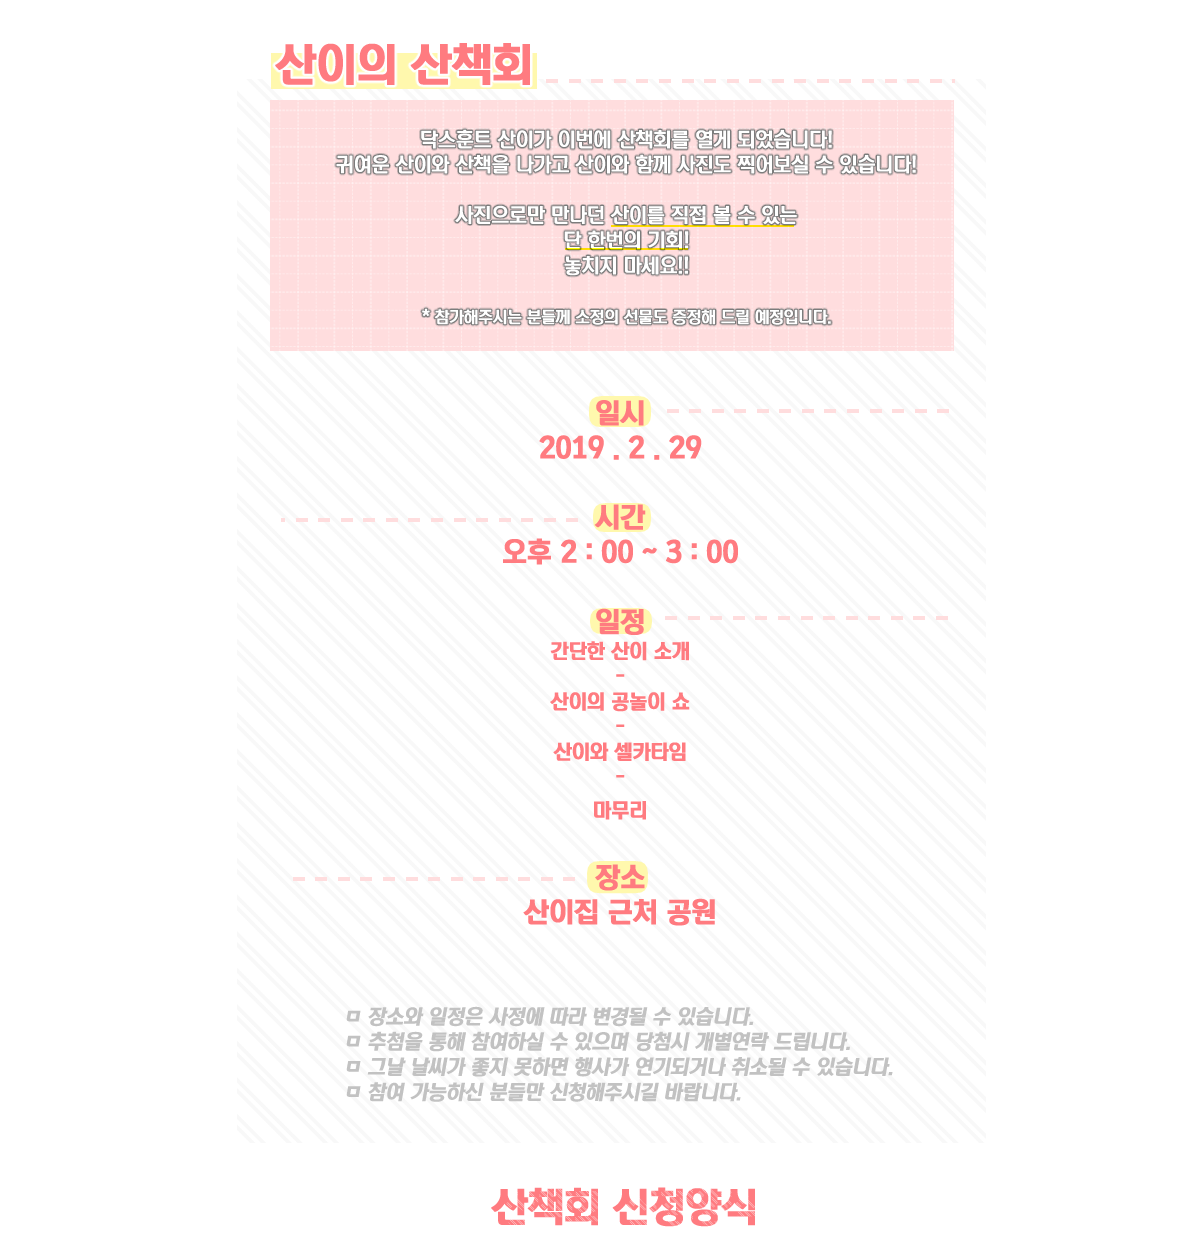 산이의 산책회
닥스훈트 산이가 이번에 산책회를 열게 되었습니다!
귀여운 산이와 산책을 나가고 산이와 함께 사진도 찍어보실 수 있습니다!
사진으로만 만나던 산이를 직접 볼 수 있는
단 한번의 기회!
놓치지 마세요!!
* 참가해주시는 분들께 소정의 선물도 증정해 드릴 예정입니다.
일시
2019 . 2 . 29
시간
오후 2 : 00 ~ 3 : 00
일정
간단한 산이 소개
-
산이의 공놀이 쇼
-
산이와 셀카타임
-
마무리
장소
산이집 근처 공원
ㅁ 장소와 일정은 사정에 따라 변경될 수 있습니다.
ㅁ 추첨을 통해 참여하실 수 있으며 당첨시 개별연락 드립니다.
ㅁ 그날 날씨가 좋지 못하면 행사가 연기되거나 취소될 수 있습니다.
ㅁ 참여 가능하신 분들만 신청해주시길 바랍니다.
산책회 신청양식